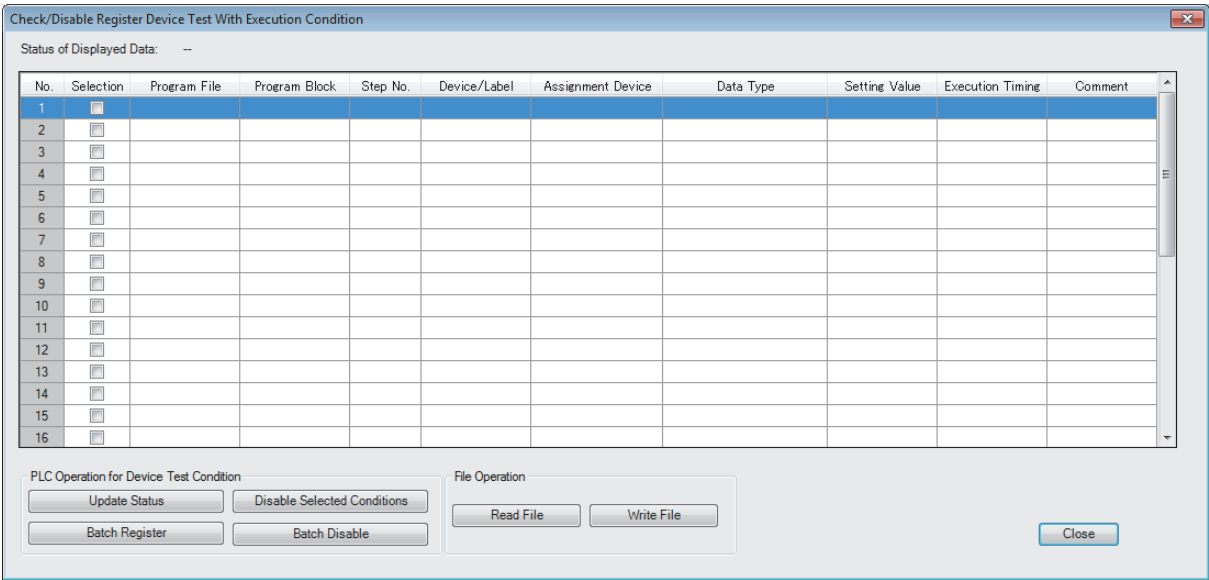 Check/Disable Register Device Test With Execution Condition
Status of Displayed Data: --
No. Selection Program File Program Block Step No. Device/Label Assignment Device Data Type Setting Value Execution Timing Comment
1
2
3
4
5
6
7
8
9
10
11
12
13
14
15
16
PLC Operation for Device Test Condition File Operation
Update Status Disable Selected Conditions
Read File Write File
Batch Register Batch Disable Close